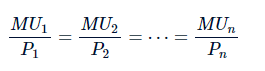 MU₁/P₁ = MU₂/P₂ = ⋯ = MUₙ/Pₙ